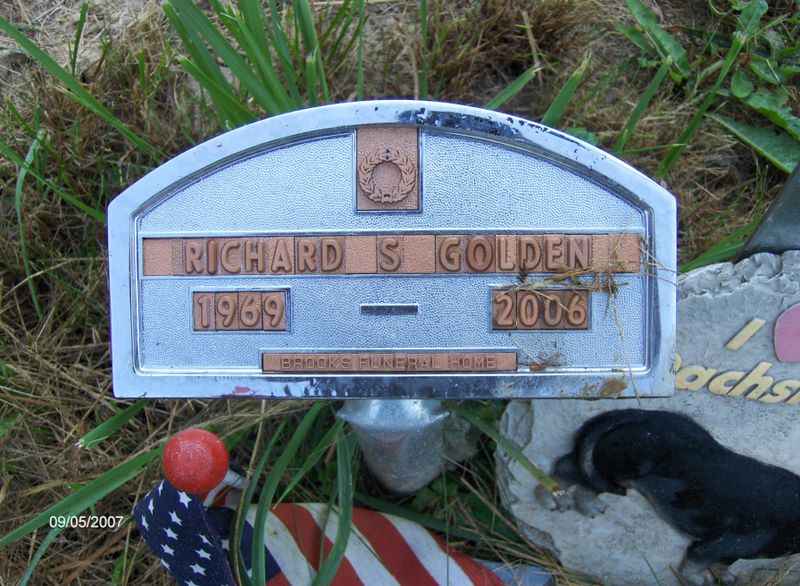 RICHARD S GOLDEN
1969 - 2006
BROOKS FUNERAL HOME
I
09/05/2007